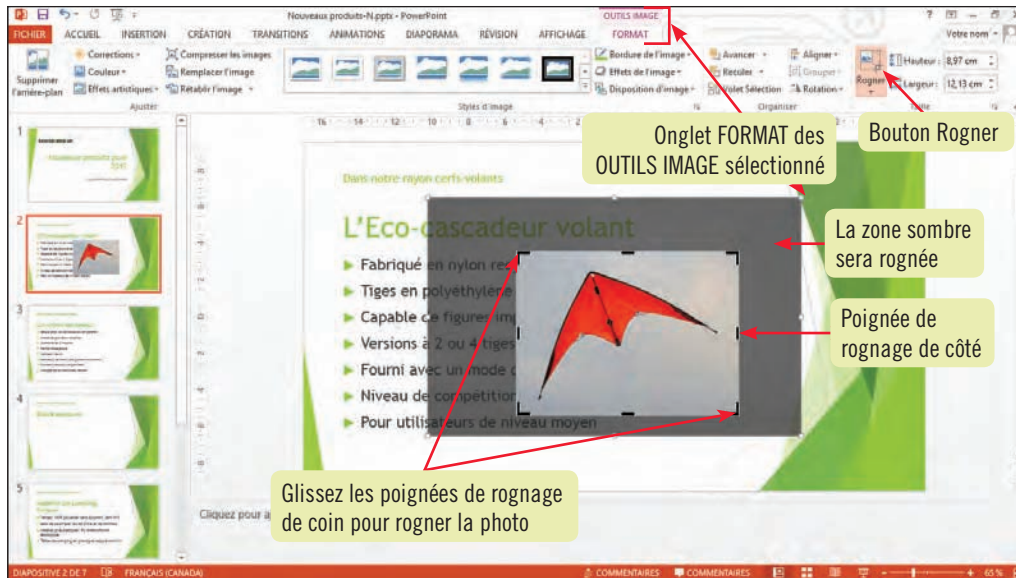 Nouveaux produits-N.pptx - PowerPoint
OUTILS IMAGE
FICHIER ACCUEIL INSERTION CRÉATION TRANSITIONS ANIMATIONS DIAPORAMA RÉVISION AFFICHAGE FORMAT
Votre nom
Supprimer l'arrière-plan
Corrections
Couleur
Effets artistiques
Compresser les images
Remplacer l'image
Rétablir l'image
Ajuster
Styles d'image
Bordure de l'image
Effets de l'image
Disposition d'image
Avancer
Reculer
Volet Sélection
Aligner
Grouper
Rotation
Organiser
Rogner
Hauteur : 8,97 cm
Largeur : 12,13 cm
Taille
Onglet FORMAT des
OUTILS IMAGE sélectionné
Bouton Rogner
Dans notre rayon cerfs-volants
L'Eco-cascadeur volant
La zone sombre
sera rognée
Fabriqué en nylon
Tiges en polyéthylène
Capable de figures
Versions à 2 ou 4 tiges
Fourni avec un mode
Niveau de compétition
Pour utilisateurs de niveau moyen
Poignée de
rognage de côté
Glissez les poignées de rognage
de coin pour rogner la photo
Cliquez pour
1
2
3
4
5
DIAPOSITIVE 2 DE 7 FRANÇAIS (CANADA) COMMENTAIRES COMMENTAIRES 65 %